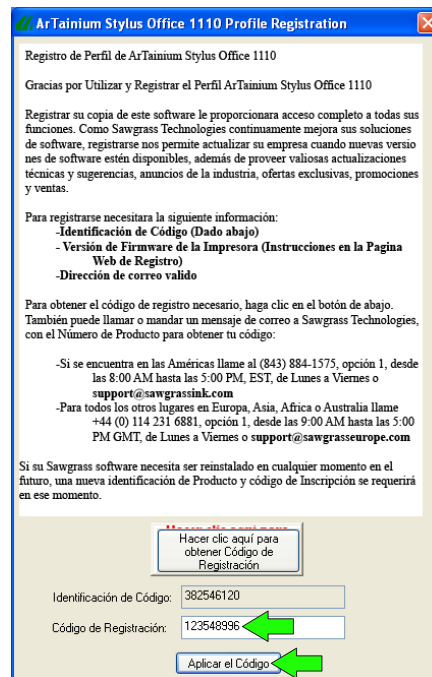 ArTainium Stylus Office 1110 Profile Registration
Registro de Perfil de ArTainium Stylus Office 1110
Gracias por Utilizar y Registrar el Perfil ArTainium Stylus Office 1110
Registrar su copia de este software le proporcionara acceso completo a todas sus
funciones. Como Sawgrass Technologies continuamente mejora sus soluciones
de software, registrarse nos permite actualizar su empresa cuando nuevas versio
nes de software estén disponibles, además de proveer valiosas actualizaciones
técnicas y sugerencias, anuncios de la industria, ofertas exclusivas, promociones
y ventas.
Para registrarse necesitara la siguiente información:
-Identificación de Código (Dado abajo)
- Versión de Firmware de la Impresora (Instrucciones en la Pagina
Web de Registro)
-Dirección de correo valido
Para obtener el código de registro necesario, haga clic en el botón de abajo.
También puede llamar o mandar un mensaje de correo a Sawgrass Technologies,
con el Número de Producto para obtener tu código:
-Si se encuentra en las Américas llame al (843) 884-1575, opción 1, desde
las 8:00 AM hasta las 5:00 PM, EST, de Lunes a Viernes o
support@sawgrassink.com
-Para todos los otros lugares en Europa, Asia, Africa o Australia llame
+44 (0) 114 231 6881, opción 1, desde las 9:00 AM hasta las 5:00
PM GMT, de Lunes a Viernes o support@sawgrasseurope.com
Si su Sawgrass software necesita ser reinstalado en cualquier momento en el
futuro, una nueva identificación de Producto y código de Inscripción se requerirá
en ese momento.
Hacer clic aquí para
obtener Código de
Registración
Identificación de Código: 382546120
Código de Registración: 123548996
Aplicar el Código